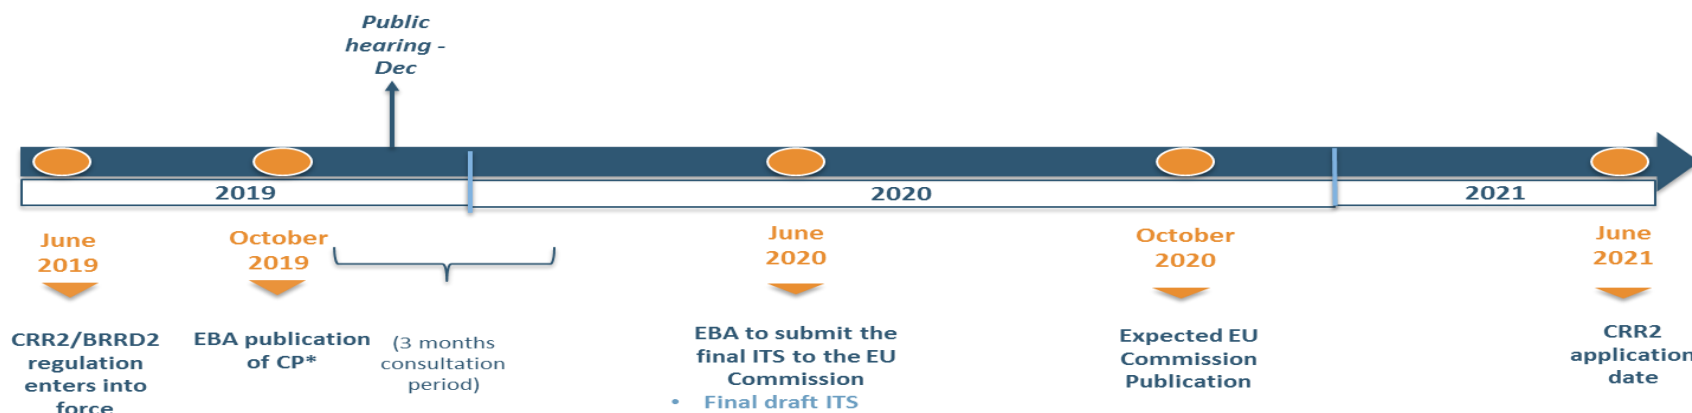 Public
hearing -
Dec
2019
2020
2021
June
2019
October
2019
June
2020
October
2020
June
2021
CRR2/BRRD2
regulation
enters into
force
EBA publication
of CP*
(3 months
consultation
period)
EBA to submit the
final ITS to the EU
Commission
• Final draft ITS
Expected EU
Commission
Publication
CRR2
application
date